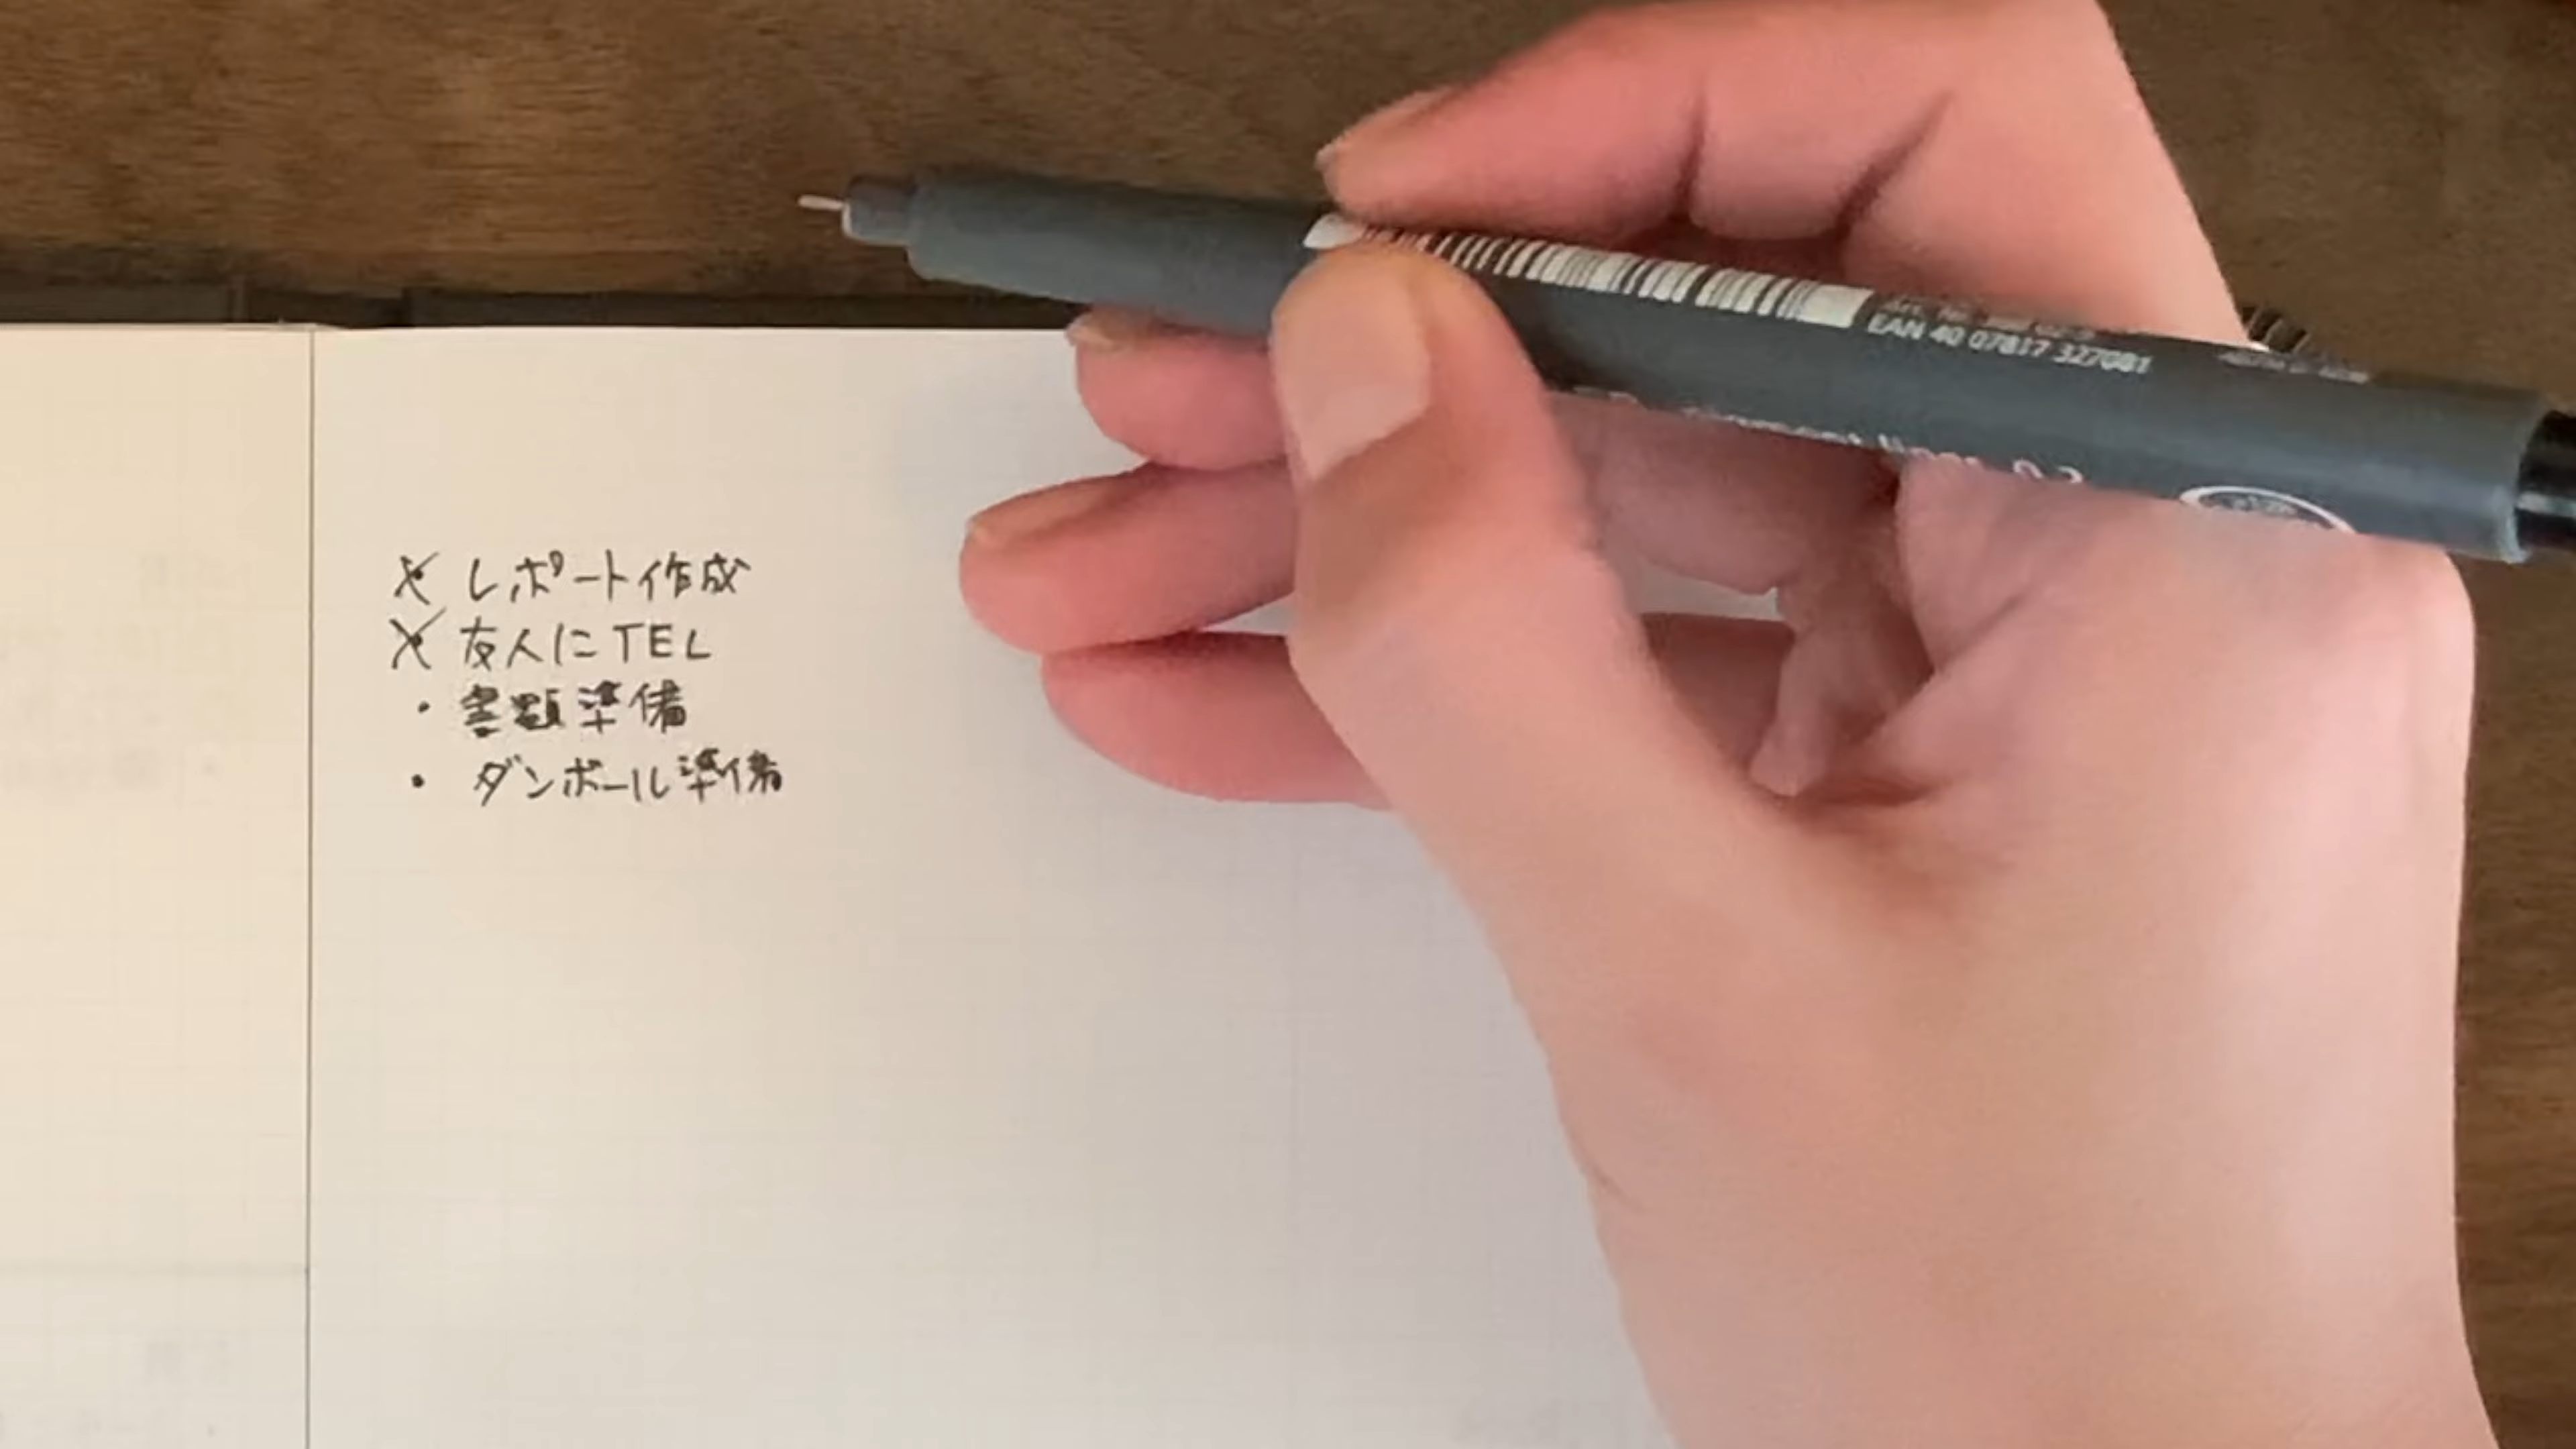 × レポート作成
× 友人にTEL
・ 書類準備
・ ダンボール準備
EAN 40 07817 327081